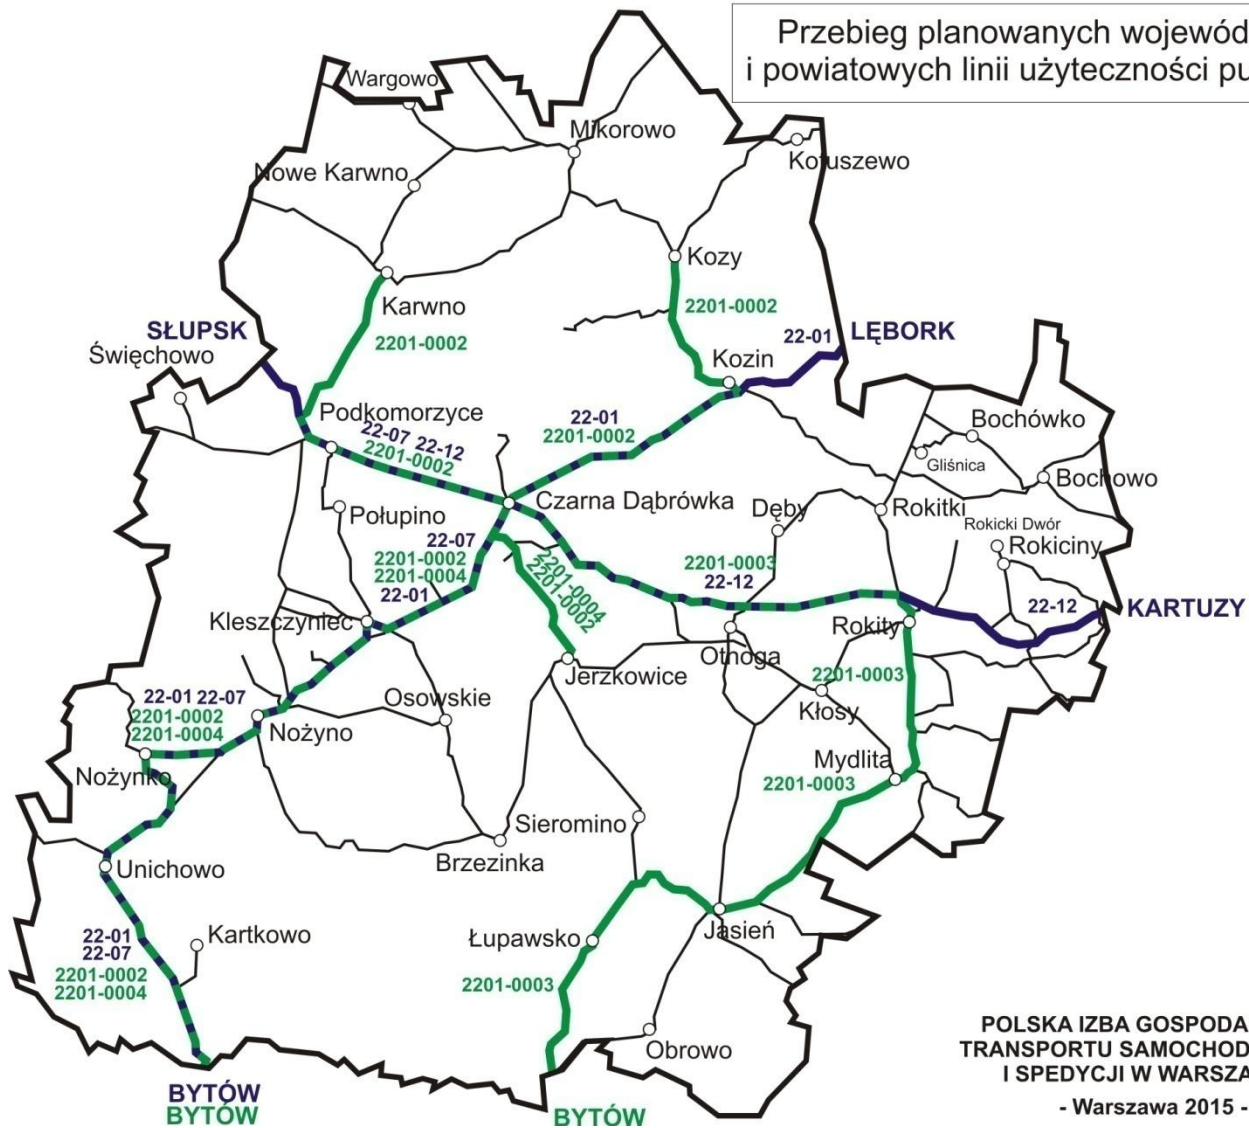 Przebieg planowanych wojewód
i powiatowych linii użyteczności pu
Wargowo
Mikorowo
Kotuszewo
Nowe Karwno
Kozy
Karwno
2201-0002
2201-0002
SŁUPSK
22-01
LĘBORK
Święchowo
Kozin
Podkomorzyce
22-07 22-12
2201-0002
22-01
2201-0002
Bochówko
Gliśnica
Bochowo
Czarna Dąbrówka
Dęby
Rokitki
Połupino
Rokicki Dwór
Rokiciny
22-07
2201-0002
2201-0004
22-01
2201-0004
2201-0002
2201-0003
22-12
22-12
KARTUZY
Kleszczyniec
Rokity
Otnoga
Jerzkowice
2201-0003
Osowskie
Kłosy
22-01 22-07
2201-0002
2201-0004
Nożyno
Nożynko
Mydlita
2201-0003
Sieromino
Brzezinka
Unichowo
Kartkowo
Łupawsko
Jasień
22-01
22-07
2201-0002
2201-0004
2201-0003
Obrowo
BYTÓW
BYTÓW
BYTÓW
POLSKA IZBA GOSPODA
TRANSPORTU SAMOCHOD
I SPEDYCJI W WARSZA
- Warszawa 2015 -